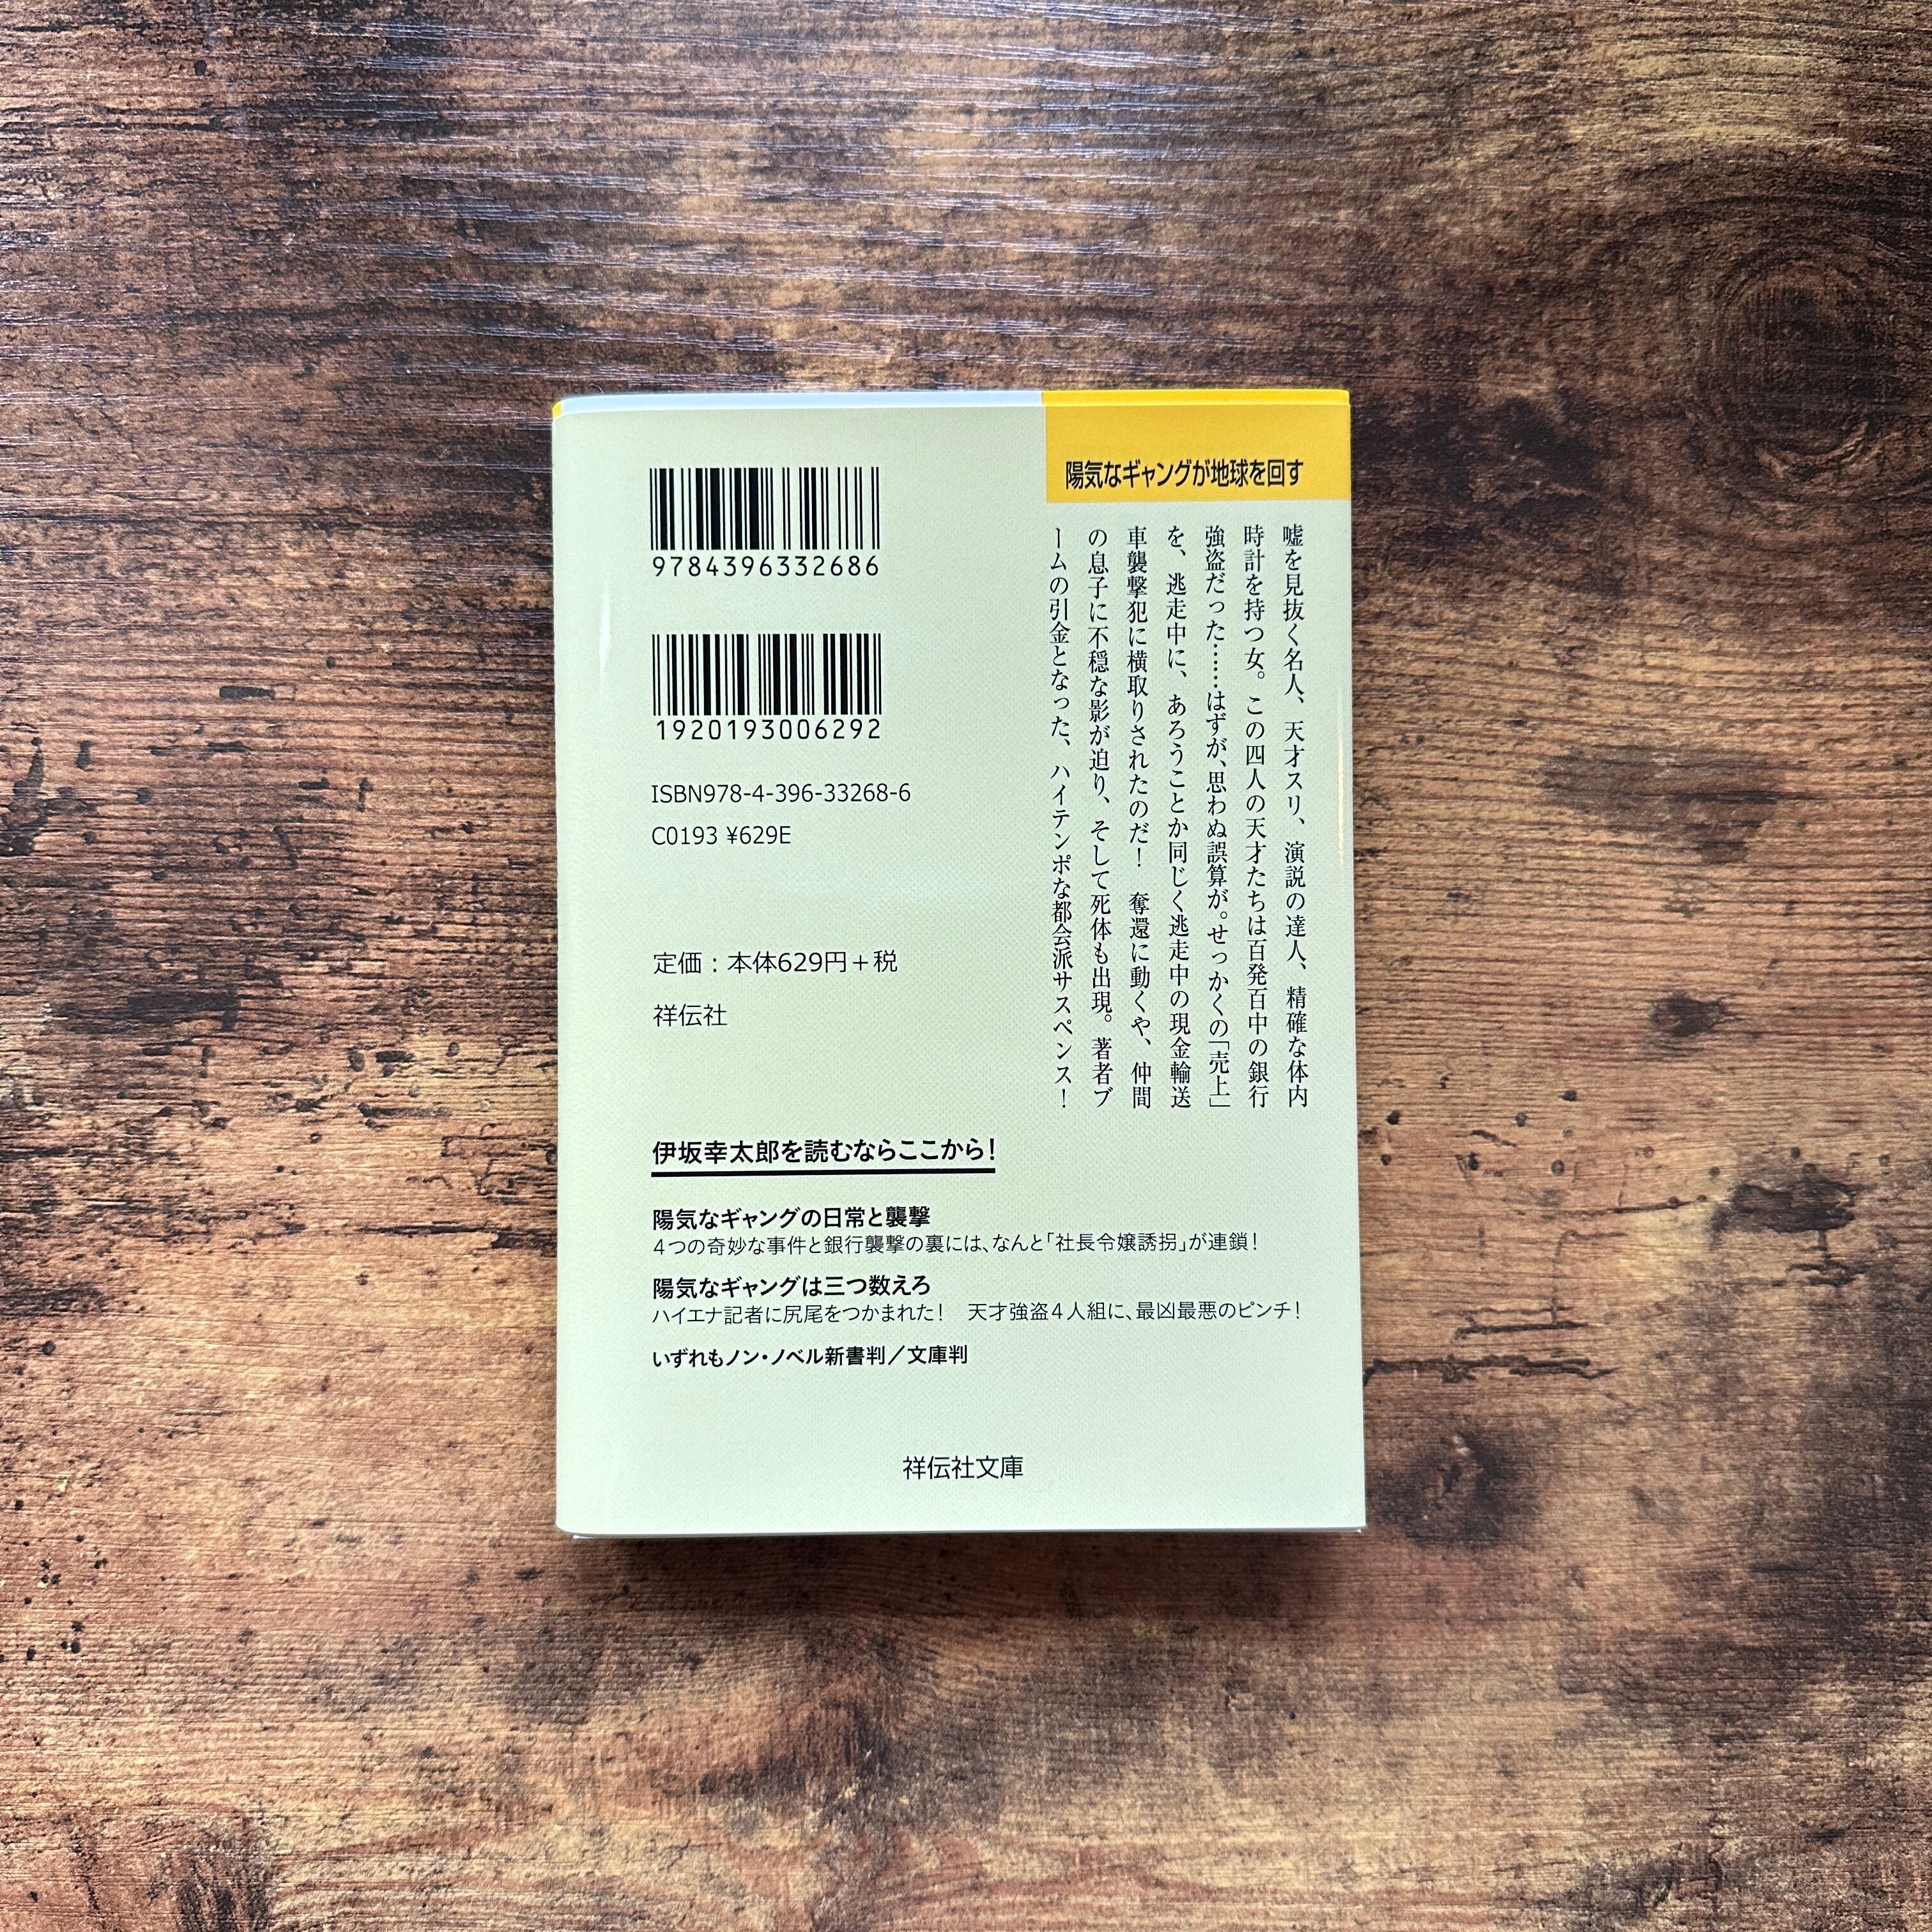 陽気なギャングが地球を回す
嘘を見抜く名人、天才スリ、演説の達人、精確な体内
時計を持つ女。この四人の天才たちは百発百中の銀行
強盗だった……はずが、思わぬ誤算が。せっかくの「売上」
を、逃走中に、あろうことか同じく逃走中の現金輸送
車襲撃犯に横取りされたのだ！　奪還に動くや、仲間
の息子に不穏な影が迫り、そして死体も出現。著者ブ
ームの引金となった、ハイテンポな都会派サスペンス！
9784396332686
1920193006292
ISBN978-4-396-33268-6
C0193 ¥629E
定価：本体629円＋税
祥伝社
伊坂幸太郎を読むならここから！
陽気なギャングの日常と襲撃
4つの奇妙な事件と銀行襲撃の裏には、なんと「社長令嬢誘拐」が連鎖！
陽気なギャングは三つ数えろ
ハイエナ記者に尻尾をつかまれた！　天才強盗4人組に、最凶最悪のピンチ！
いずれもノン・ノベル新書判／文庫判
祥伝社文庫